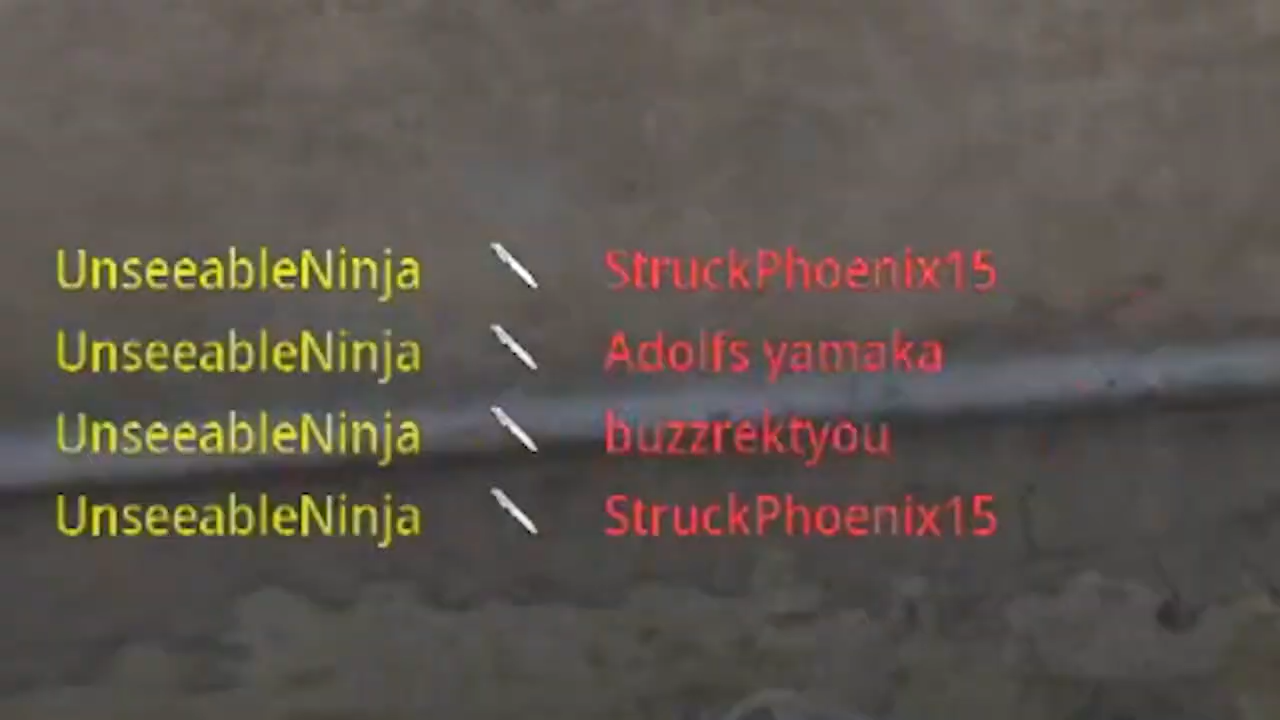 UnseeableNinja StruckPhoenix15
UnseeableNinja Adolfs yamaka
UnseeableNinja buzzrektyou
UnseeableNinja StruckPhoenix15